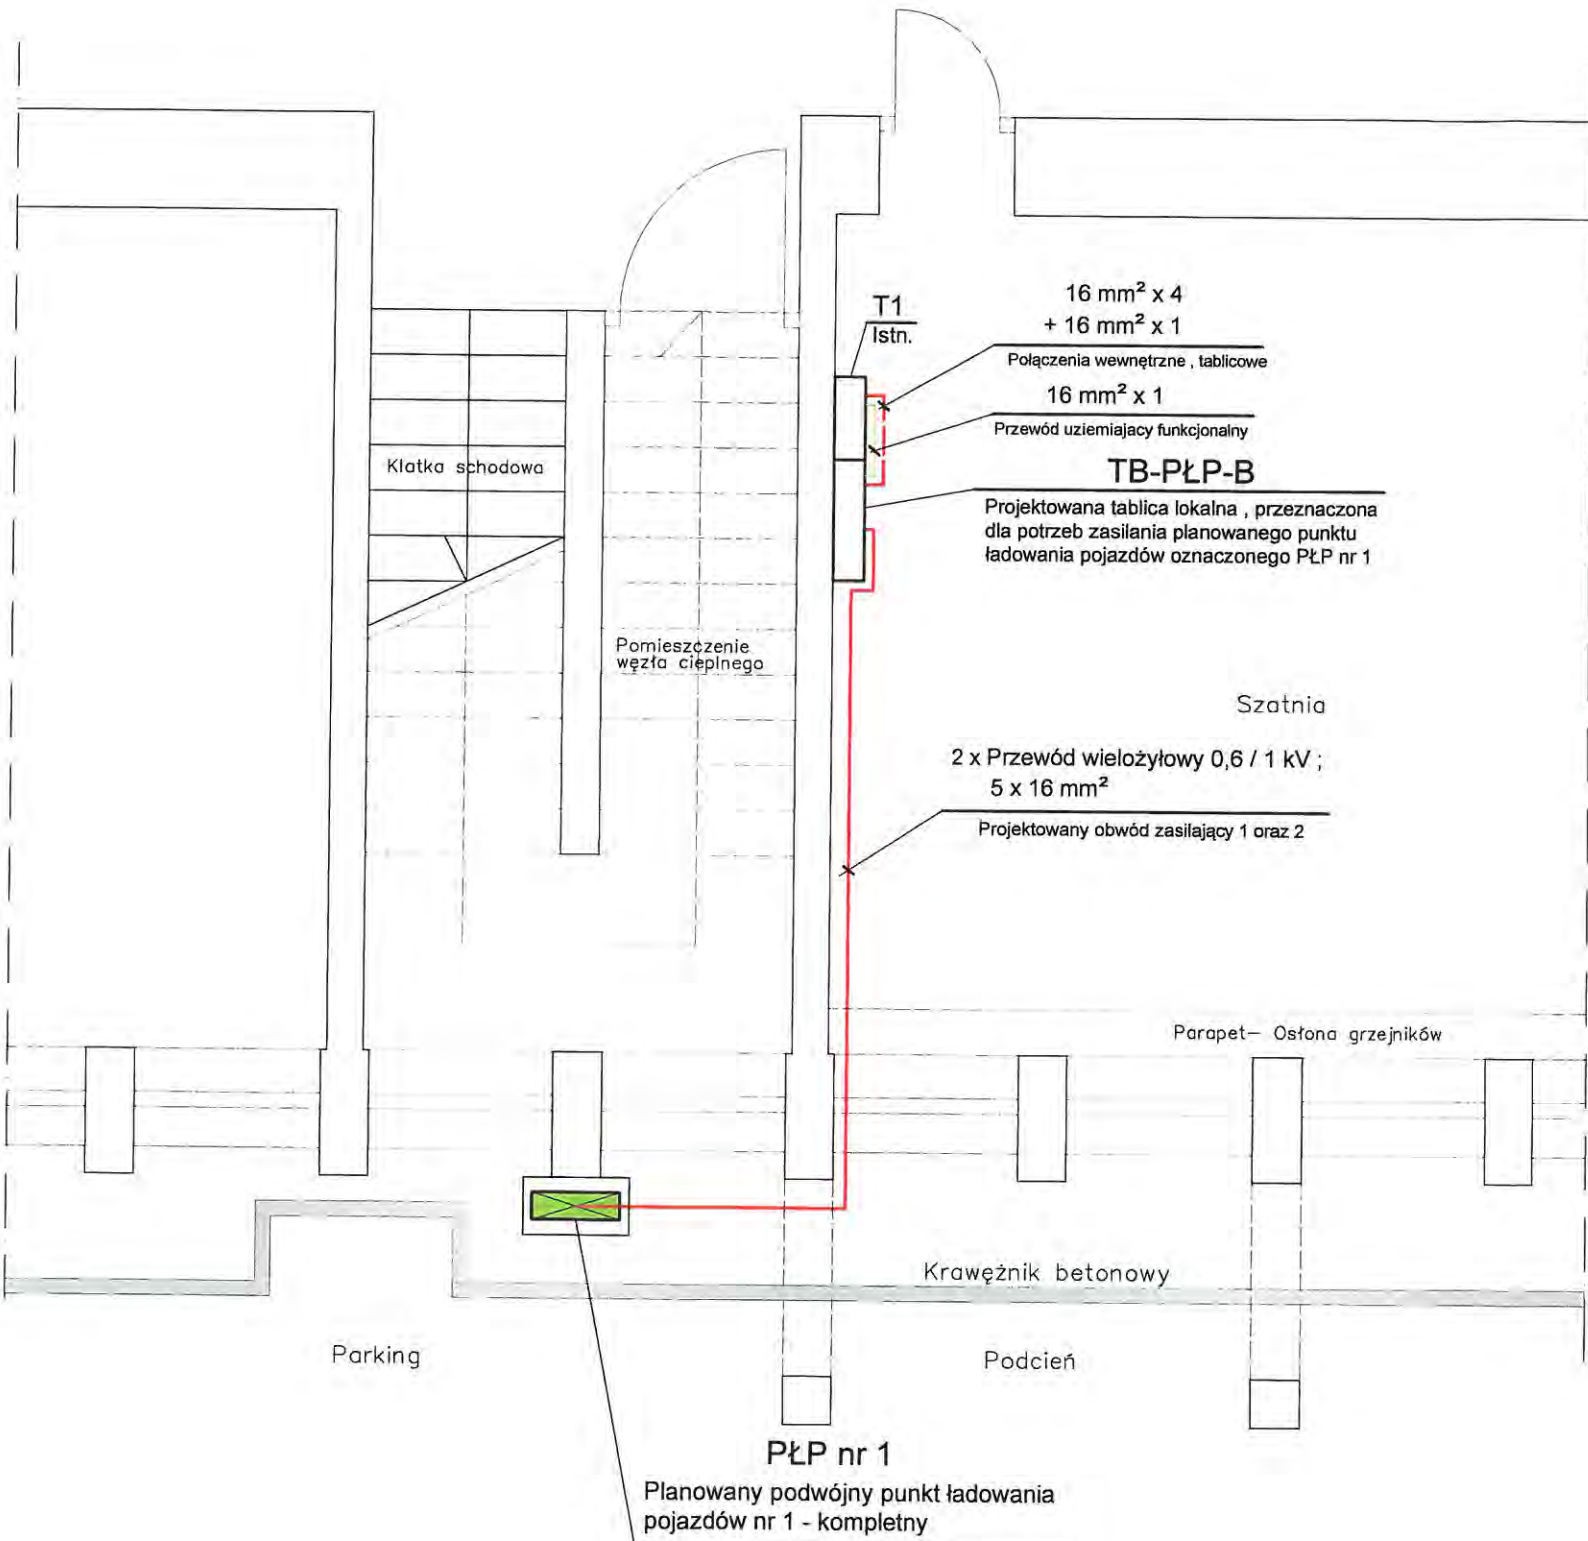 T1
Istn.
16 mm² x 4
+ 16 mm² x 1
Połączenia wewnętrzne , tablicowe
16 mm² x 1
Przewód uziemiajacy funkcjonalny
TB-PŁP-B
Projektowana tablica lokalna , przeznaczona
dla potrzeb zasilania planowanego punktu
ładowania pojazdów oznaczonego PŁP nr 1
Klatka schodowa
Pomieszczenie
węzła cieplnego
Szatnia
2 x Przewód wielożyłowy 0,6 / 1 kV ;
5 x 16 mm²
Projektowany obwód zasilający 1 oraz 2
Parapet– Osłona grzejników
Krawężnik betonowy
Parking
Podcień
PŁP nr 1
Planowany podwójny punkt ładowania
pojazdów nr 1 - kompletny